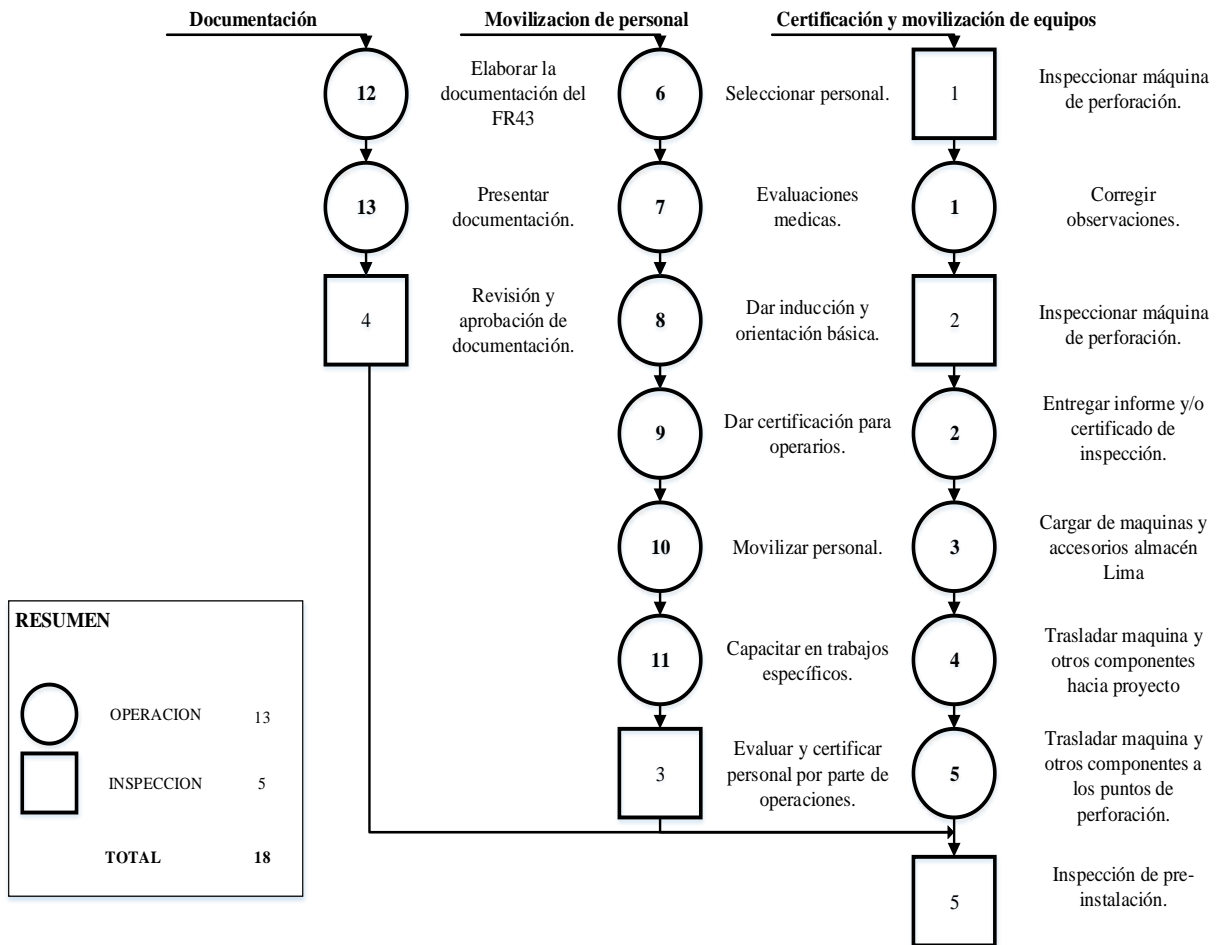 Documentación
Movilizacion de personal
Certificación y movilización de equipos
12
Elaborar la
documentación del
FR43
13
Presentar
documentación.
4
Revisión y
aprobación de
documentación.
6
Seleccionar personal.
7
Evaluaciones
medicas.
8
Dar inducción y
orientación básica.
9
Dar certificación para
operarios.
10
Movilizar personal.
11
Capacitar en trabajos
específicos.
3
Evaluar y certificar
personal por parte de
operaciones.
1
Inspeccionar máquina
de perforación.
1
Corregir
observaciones.
2
Inspeccionar máquina
de perforación.
2
Entregar informe y/o
certificado de
inspección.
3
Cargar de maquinas y
accesorios almacén
Lima
4
Trasladar maquina y
otros componentes
hacia proyecto
5
Trasladar maquina y
otros componentes a
los puntos de
perforación.
5
Inspección de pre-
instalación.
RESUMEN
OPERACION 13
INSPECCION 5
TOTAL 18